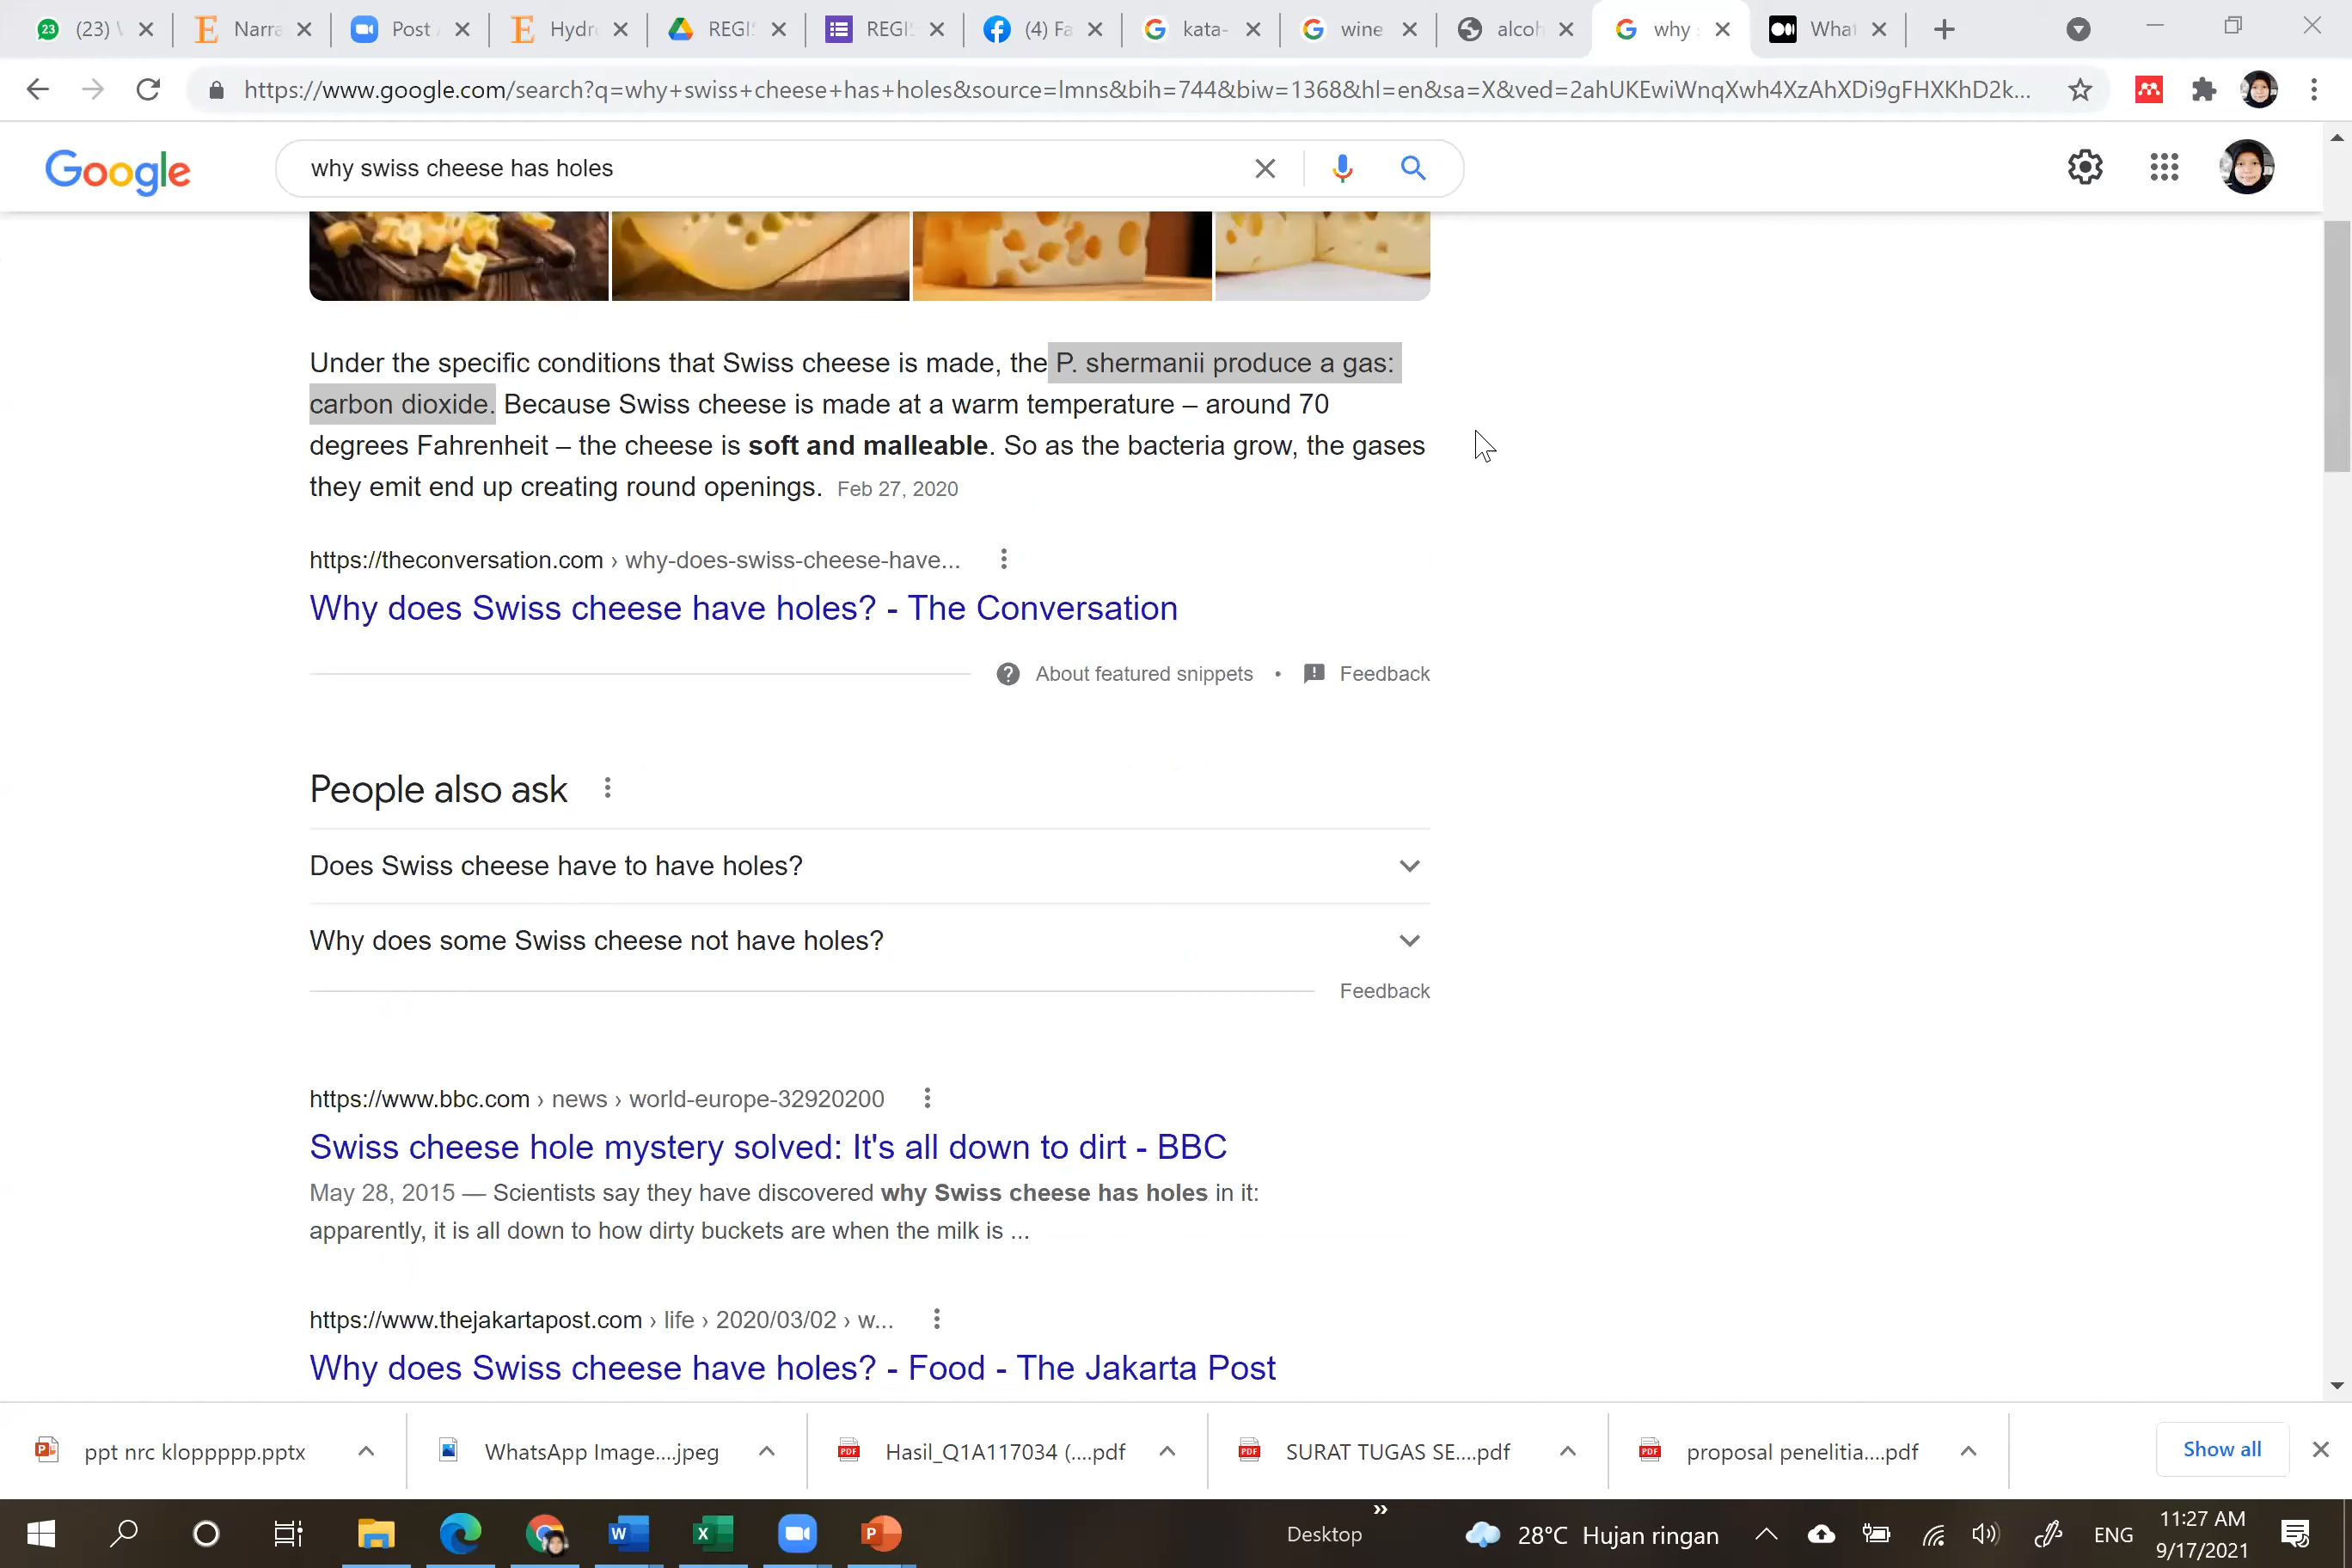 23 (23) Narra Post Hydr REGIS REGIS (4) Fa kata- wine alcoh why What
https://www.google.com/search?q=why+swiss+cheese+has+holes&source=lmns&bih=744&biw=1368&hl=en&sa=X&ved=2ahUKEwiWnqXwh4XzAhXDi9gFHXKhD2k...
Google why swiss cheese has holes
Under the specific conditions that Swiss cheese is made, the P. shermanii produce a gas:
carbon dioxide. Because Swiss cheese is made at a warm temperature – around 70
degrees Fahrenheit – the cheese is soft and malleable. So as the bacteria grow, the gases
they emit end up creating round openings. Feb 27, 2020
https://theconversation.com › why-does-swiss-cheese-have...
Why does Swiss cheese have holes? - The Conversation
About featured snippets • Feedback
People also ask
Does Swiss cheese have to have holes?
Why does some Swiss cheese not have holes?
Feedback
https://www.bbc.com › news › world-europe-32920200
Swiss cheese hole mystery solved: It's all down to dirt - BBC
May 28, 2015 — Scientists say they have discovered why Swiss cheese has holes in it:
apparently, it is all down to how dirty buckets are when the milk is ...
https://www.thejakartapost.com › life › 2020/03/02 › w...
Why does Swiss cheese have holes? - Food - The Jakarta Post
ppt nrc kloppppp.pptx WhatsApp Image....jpeg Hasil_Q1A117034 (....pdf SURAT TUGAS SE....pdf proposal penelitia....pdf Show all
Desktop 28°C Hujan ringan ENG 11:27 AM
9/17/2021